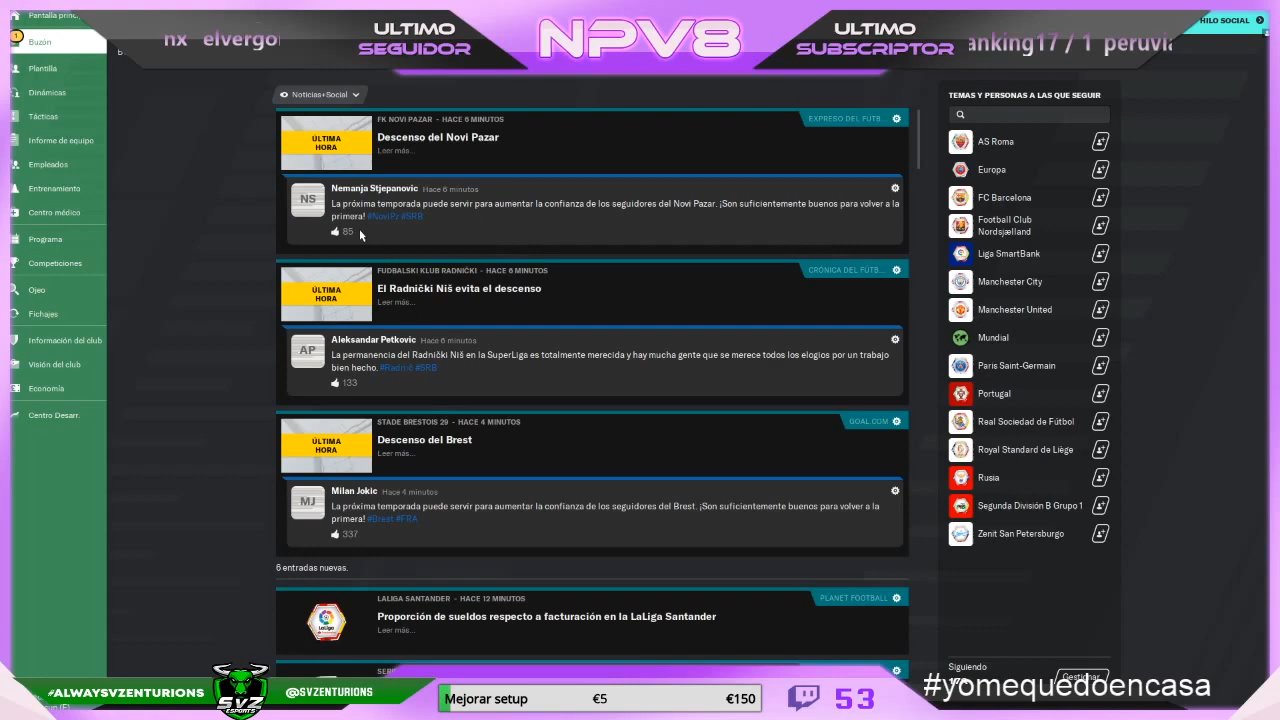 Pantalla princ
HILO SOCIAL
1
Buzón
ULTIMO
SEGUIDOR
nx_elvergo
NPV8
ULTIMO
SUBSCRIPTOR
anking17 / 1 peruvi
Plantilla
Dinámicas
Tácticas
Informe de equipo
Empleados
Entrenamiento
Centro médico
Programa
Competiciones
Ojeo
Fichajes
Información del club
Visión del club
Economía
Centro Desarr.
Noticias+Social
FK NOVI PAZAR - HACE 6 MINUTOS
EXPRESO DEL FÚTB...
ÚLTIMA
HORA
Descenso del Novi Pazar
Leer más...
NS
Nemanja Stjepanovic Hace 6 minutos
La próxima temporada puede servir para aumentar la confianza de los seguidores del Novi Pazar. ¡Son suficientemente buenos para volver a la
primera! #NoviPz #SRB
85
FUDBALSKI KLUB RADNIČKI - HACE 6 MINUTOS
CRÓNICA DEL FÚTB...
ÚLTIMA
HORA
El Radnički Niš evita el descenso
Leer más...
AP
Aleksandar Petkovic Hace 6 minutos
La permanencia del Radnički Niš en la SuperLiga es totalmente merecida y hay mucha gente que se merece todos los elogios por un trabajo
bien hecho. #Radnič #SRB
133
STADE BRESTOIS 29 - HACE 4 MINUTOS
GOAL.COM
ÚLTIMA
HORA
Descenso del Brest
Leer más...
MJ
Milan Jokic Hace 4 minutos
La próxima temporada puede servir para aumentar la confianza de los seguidores del Brest. ¡Son suficientemente buenos para volver a la
primera! #Brest #FRA
337
6 entradas nuevas.
LALIGA SANTANDER - HACE 12 MINUTOS
PLANET FOOTBALL
LaLiga
Proporción de sueldos respecto a facturación en la LaLiga Santander
Leer más...
SERI
TEMAS Y PERSONAS A LAS QUE SEGUIR
AS Roma
Europa
FC Barcelona
Football Club
Nordsjælland
Liga SmartBank
Manchester City
Manchester United
Mundial
Paris Saint-Germain
Portugal
Real Sociedad de Fútbol
Royal Standard de Liège
Rusia
Segunda División B Grupo 1
Zenit San Petersburgo
Siguiendo
Gestionar
#yomequedoencasa
#ALWAYSVZENTURIONS
SVZ
ESPORTS
@SVZENTURIONS
Mejorar setup €5 €150
53